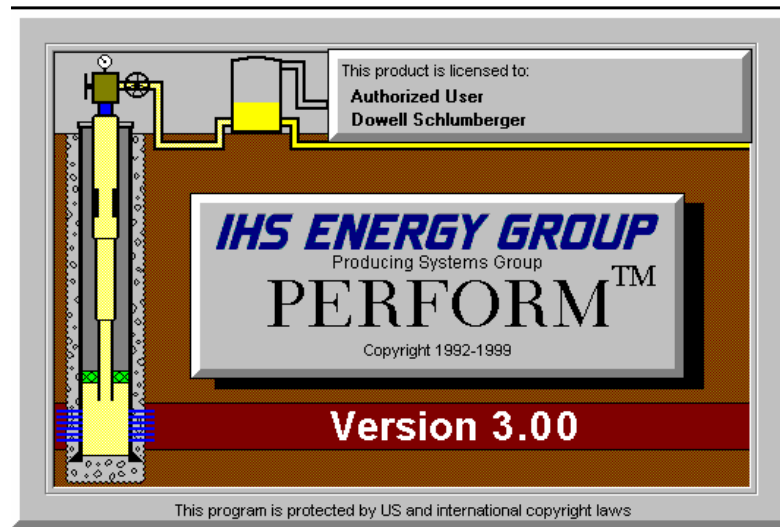 This product is licensed to:
Authorized User
Dowell Schlumberger
IHS ENERGY GROUP
Producing Systems Group
PERFORM™
Copyright 1992-1999
Version 3.00
This program is protected by US and international copyright laws